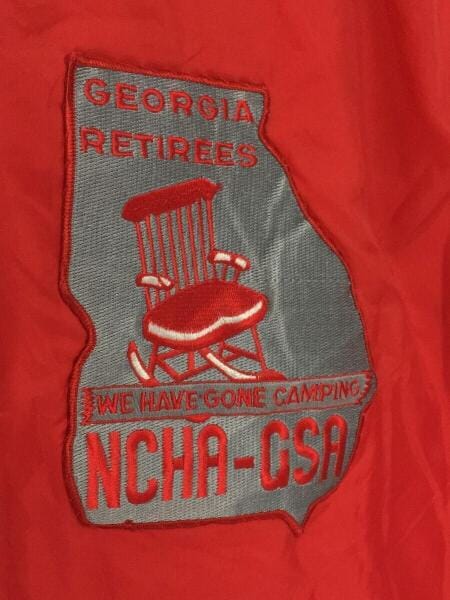 GEORGIA
RETIREES
WE HAVE GONE CAMPING
NCHA-GSA